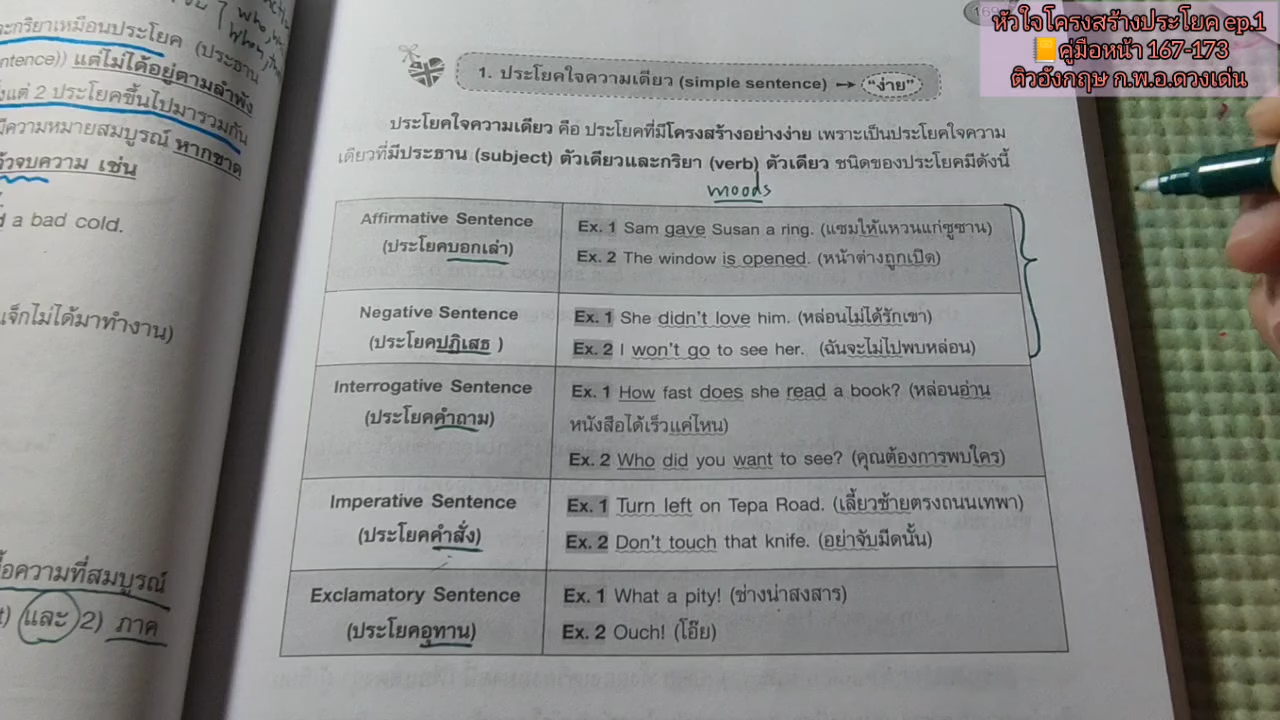 หัวใจโครงสร้างประโยค ep.1
📒คู่มือหน้า 167-173
ติวอังกฤษ ก.พ.อ.ดวงเด่น
169
who,
when,
ะกริยาเหมือนประโยค (ประธาน
ntence)) แต่ไม่ได้อยู่ตามลำพัง
งแต่ 2 ประโยคขึ้นไปมารวมกัน
มีความหมายสมบูรณ์ หากขาด
้วจบความ เช่น
a bad cold.
แจ็กไม่ได้มาทำงาน)
้อความที่สมบูรณ์
t) และ 2) ภาค
1. ประโยคใจความเดียว (simple sentence) → "ง่าย"
ประโยคใจความเดียว คือ ประโยคที่มีโครงสร้างอย่างง่าย เพราะเป็นประโยคใจความ
เดียวที่มีประธาน (subject) ตัวเดียวและกริยา (verb) ตัวเดียว ชนิดของประโยคมีดังนี้
moods
Affirmative Sentence
(ประโยคบอกเล่า)
Ex. 1 Sam gave Susan a ring. (แซมให้แหวนแก่ซูซาน)
Ex. 2 The window is opened. (หน้าต่างถูกเปิด)
Negative Sentence
(ประโยคปฏิเสธ )
Ex. 1 She didn't love him. (หล่อนไม่ได้รักเขา)
Ex. 2 I won't go to see her. (ฉันจะไม่ไปพบหล่อน)
Interrogative Sentence
(ประโยคคำถาม)
Ex. 1 How fast does she read a book? (หล่อนอ่าน
หนังสือได้เร็วแค่ไหน)
Ex. 2 Who did you want to see? (คุณต้องการพบใคร)
Imperative Sentence
(ประโยคคำสั่ง)
Ex. 1 Turn left on Tepa Road. (เลี้ยวซ้ายตรงถนนเทพา)
Ex. 2 Don't touch that knife. (อย่าจับมีดนั้น)
Exclamatory Sentence
(ประโยคอุทาน)
Ex. 1 What a pity! (ช่างน่าสงสาร)
Ex. 2 Ouch! (โอ๊ย)